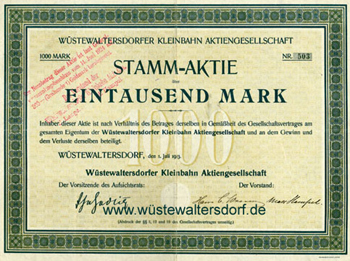 WÜSTEWALTERSDORFER KLEINBAHN AKTIENGESELLSCHAFT
1000 MARK
NR. 503
STAMM-AKTIE
über
EINTAUSEND MARK
1000
Inhaber dieser Aktie ist nach Verhältnis des Betrages derselben in Gemäßheit des Gesellschaftsvertrages am
gesamten Eigentum der Wüstewaltersdorfer Kleinbahn Aktiengesellschaft und an dem Gewinn und
dem Verluste derselben beteiligt.
WÜSTEWALTERSDORF, den 1. Juli 1913.
Wüstewaltersdorfer Kleinbahn Aktiengesellschaft
Der Vorsitzende des Aufsichtsrats:
Der Vorstand:
www.wüstewaltersdorf.de